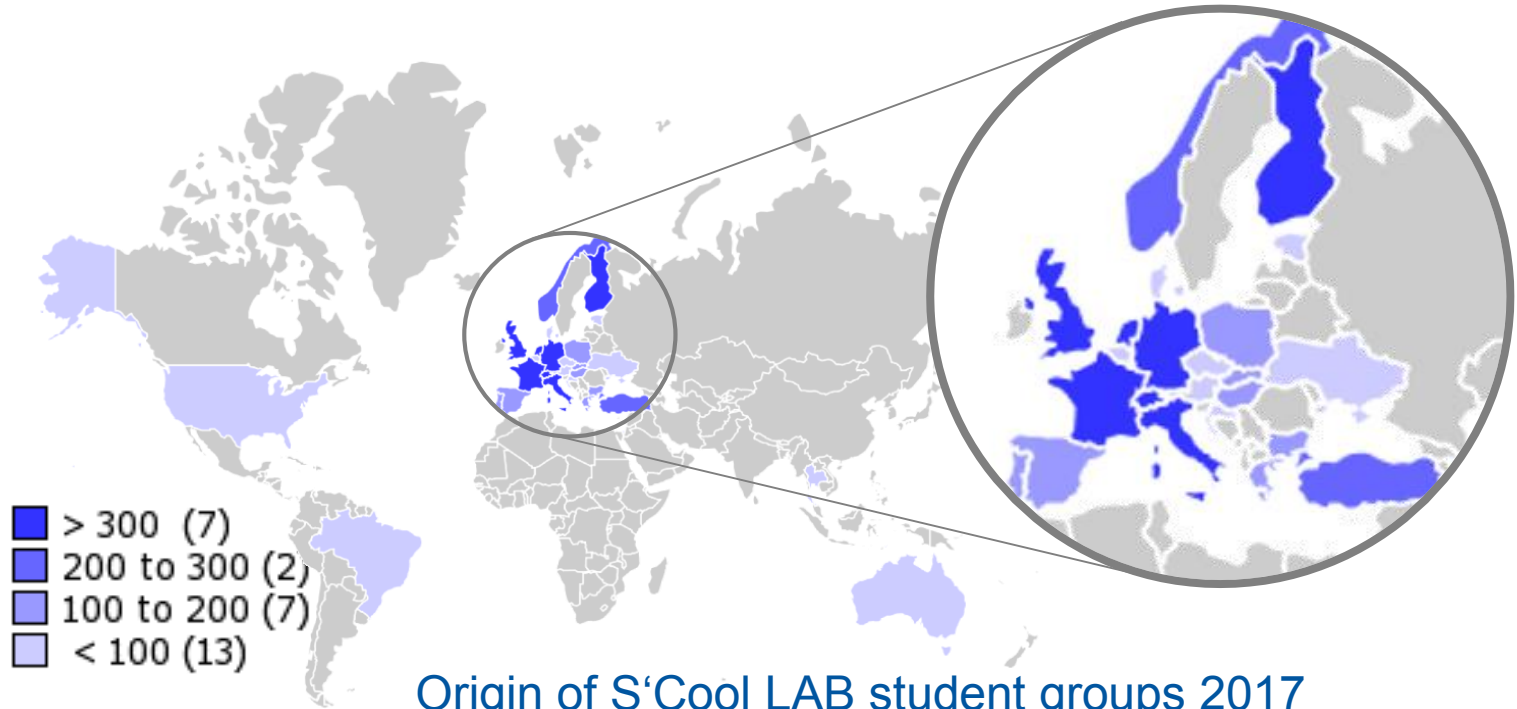 > 300 (7)
200 to 300 (2)
100 to 200 (7)
< 100 (13)
Origin of S‘Cool LAB student groups 2017